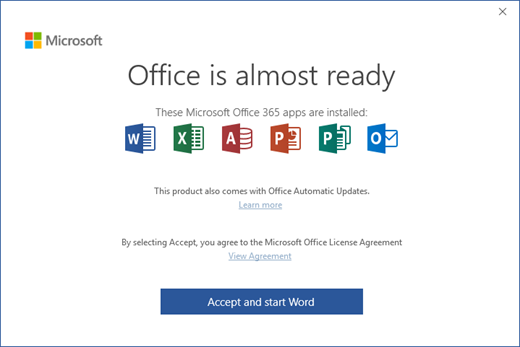 Microsoft
Office is almost ready
These Microsoft Office 365 apps are installed:
W X A P P O
This product also comes with Office Automatic Updates.
Learn more
By selecting Accept, you agree to the Microsoft Office License Agreement
View Agreement
Accept and start Word